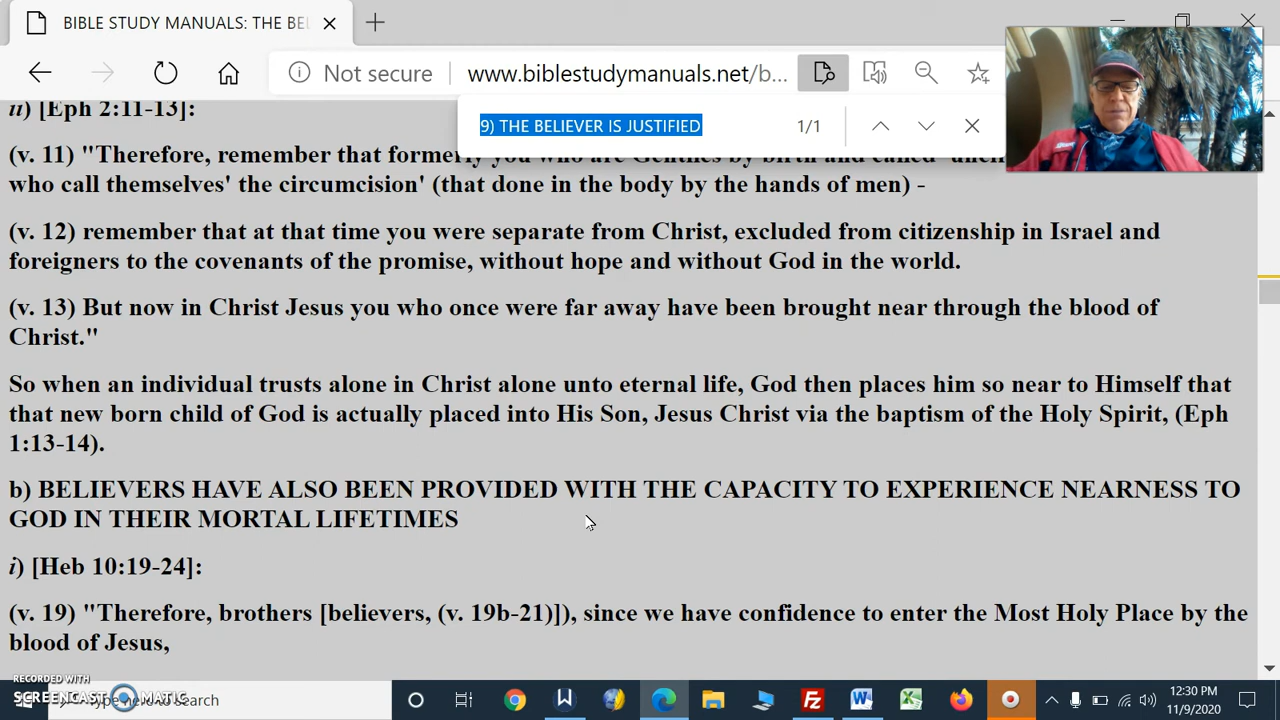 BIBLE STUDY MANUALS: THE BEL
Not secure
www.biblestudymanuals.net/b...
9) THE BELIEVER IS JUSTIFIED
1/1
ii) [Eph 2:11-13]:
(v. 11) "Therefore, remember that formerly you who are Gentiles by birth and called 'unc
who call themselves' the circumcision' (that done in the body by the hands of men) -
(v. 12) remember that at that time you were separate from Christ, excluded from citizenship in Israel and
foreigners to the covenants of the promise, without hope and without God in the world.
(v. 13) But now in Christ Jesus you who once were far away have been brought near through the blood of
Christ."
So when an individual trusts alone in Christ alone unto eternal life, God then places him so near to Himself that
that new born child of God is actually placed into His Son, Jesus Christ via the baptism of the Holy Spirit, (Eph
1:13-14).
b) BELIEVERS HAVE ALSO BEEN PROVIDED WITH THE CAPACITY TO EXPERIENCE NEARNESS TO
GOD IN THEIR MORTAL LIFETIMES
i) [Heb 10:19-24]:
(v. 19) "Therefore, brothers [believers, (v. 19b-21)]), since we have confidence to enter the Most Holy Place by the
blood of Jesus,
RECORDED WITH
SCREENCAST MATIC
Type here to search
12:30 PM
11/9/2020